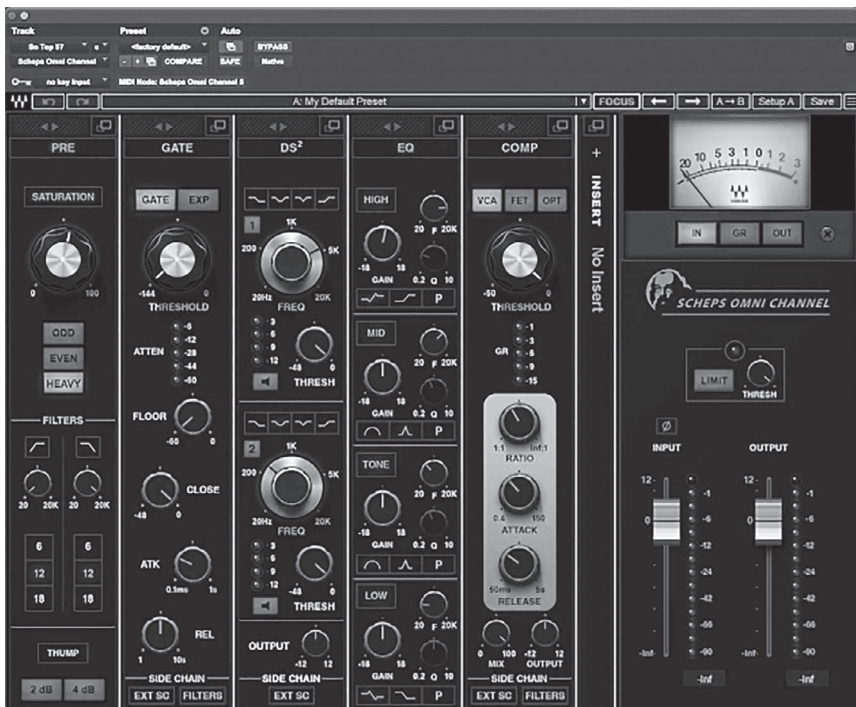 Track Preset Auto
Sn Top 57 c <factory default>
Scheps Omni Channel - + COMPARE SAFE BYPASS Native
no key input MIDI Node: Scheps Omni Channel 5
A: My Default Preset FOCUS A→B Setup A Save
PRE
SATURATION
0 100
ODD
EVEN
HEAVY
FILTERS
20 20K 20 20K
6 6
12 12
18 18
THUMP
2 dB 4 dB
GATE
GATE EXP
-144 0
THRESHOLD
ATTEN
-6
-12
-28
-44
-60
FLOOR
-60 0
CLOSE
-48 0
ATK
0.1ms 1s
REL
1 10s
SIDE CHAIN
EXT SC FILTERS
DS²
1
1K
200 5K
20Hz 20K
FREQ
3
6
9
12
-48 0
THRESH
2
1K
200 5K
20Hz 20K
FREQ
3
6
9
12
-48 0
THRESH
OUTPUT
-12 12
SIDE CHAIN
EXT SC
EQ
HIGH
20 F 20K
-18 18
GAIN
0.2 Q 10
P
MID
20 F 20K
-18 18
GAIN
0.2 Q 10
P
TONE
20 F 20K
-18 18
GAIN
0.2 Q 10
P
LOW
20 F 20K
-18 18
GAIN
0.2 Q 10
P
COMP
VCA FET OPT
-50 0
THRESHOLD
GR
-1
-3
-6
-9
-15
1:1 Inf:1
RATIO
0.4 150
ATTACK
50ms 5s
RELEASE
0 100
MIX
-12 12
OUTPUT
SIDE CHAIN
EXT SC FILTERS
+
INSERT
No Insert
20 10 5 3 1 0 1 2 3
IN GR OUT
SCHEPS OMNI CHANNEL
LIMIT
THRESH
Ø
INPUT OUTPUT
12 12
0 0
-Inf -Inf
-1 -1
-6 -6
-12 -12
-24 -24
-42 -42
-66 -66
-90 -90
-Inf -Inf